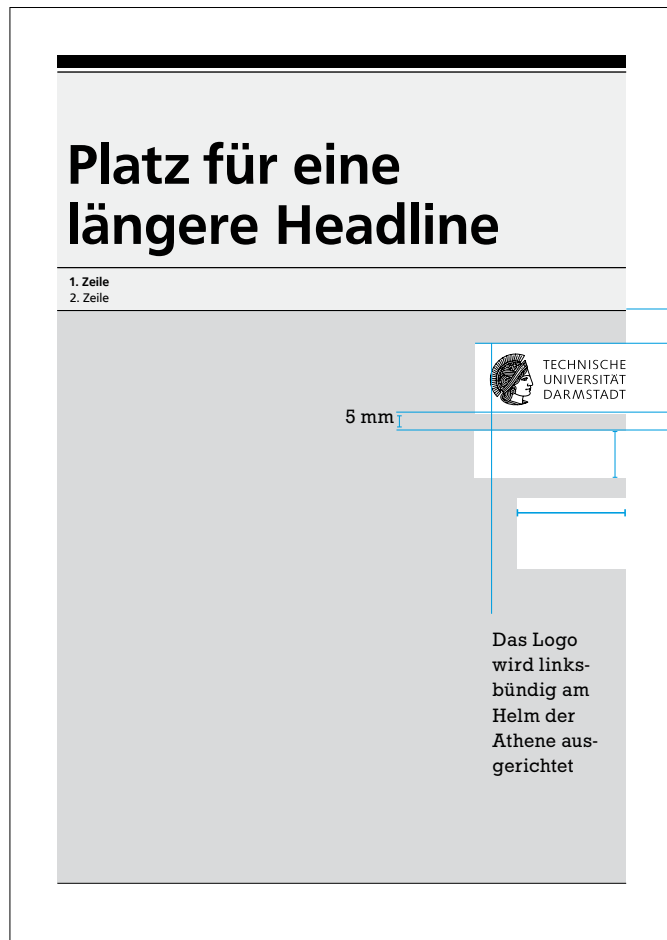 Platz für eine
längere Headline
1. Zeile
2. Zeile
TECHNISCHE
UNIVERSITÄT
DARMSTADT
5 mm
Das Logo
wird links-
bündig am
Helm der
Athene aus-
gerichtet